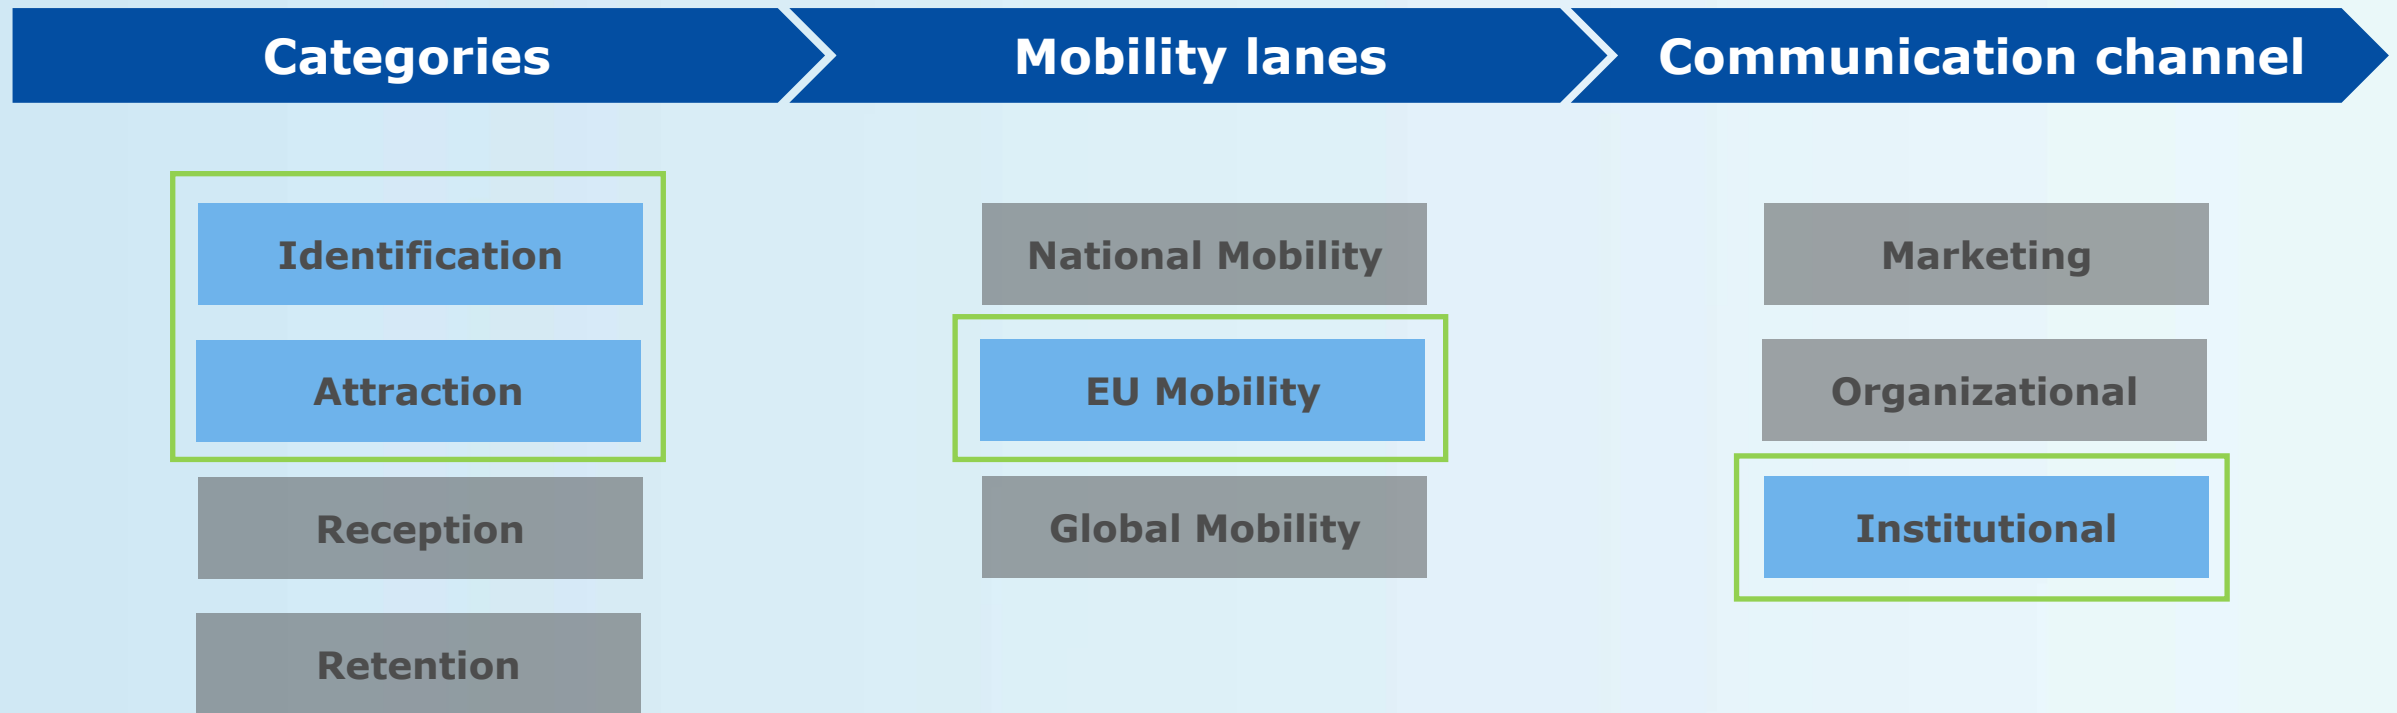 Categories
Mobility lanes
Communication channel
Identification
Attraction
Reception
Retention
National Mobility
EU Mobility
Global Mobility
Marketing
Organizational
Institutional